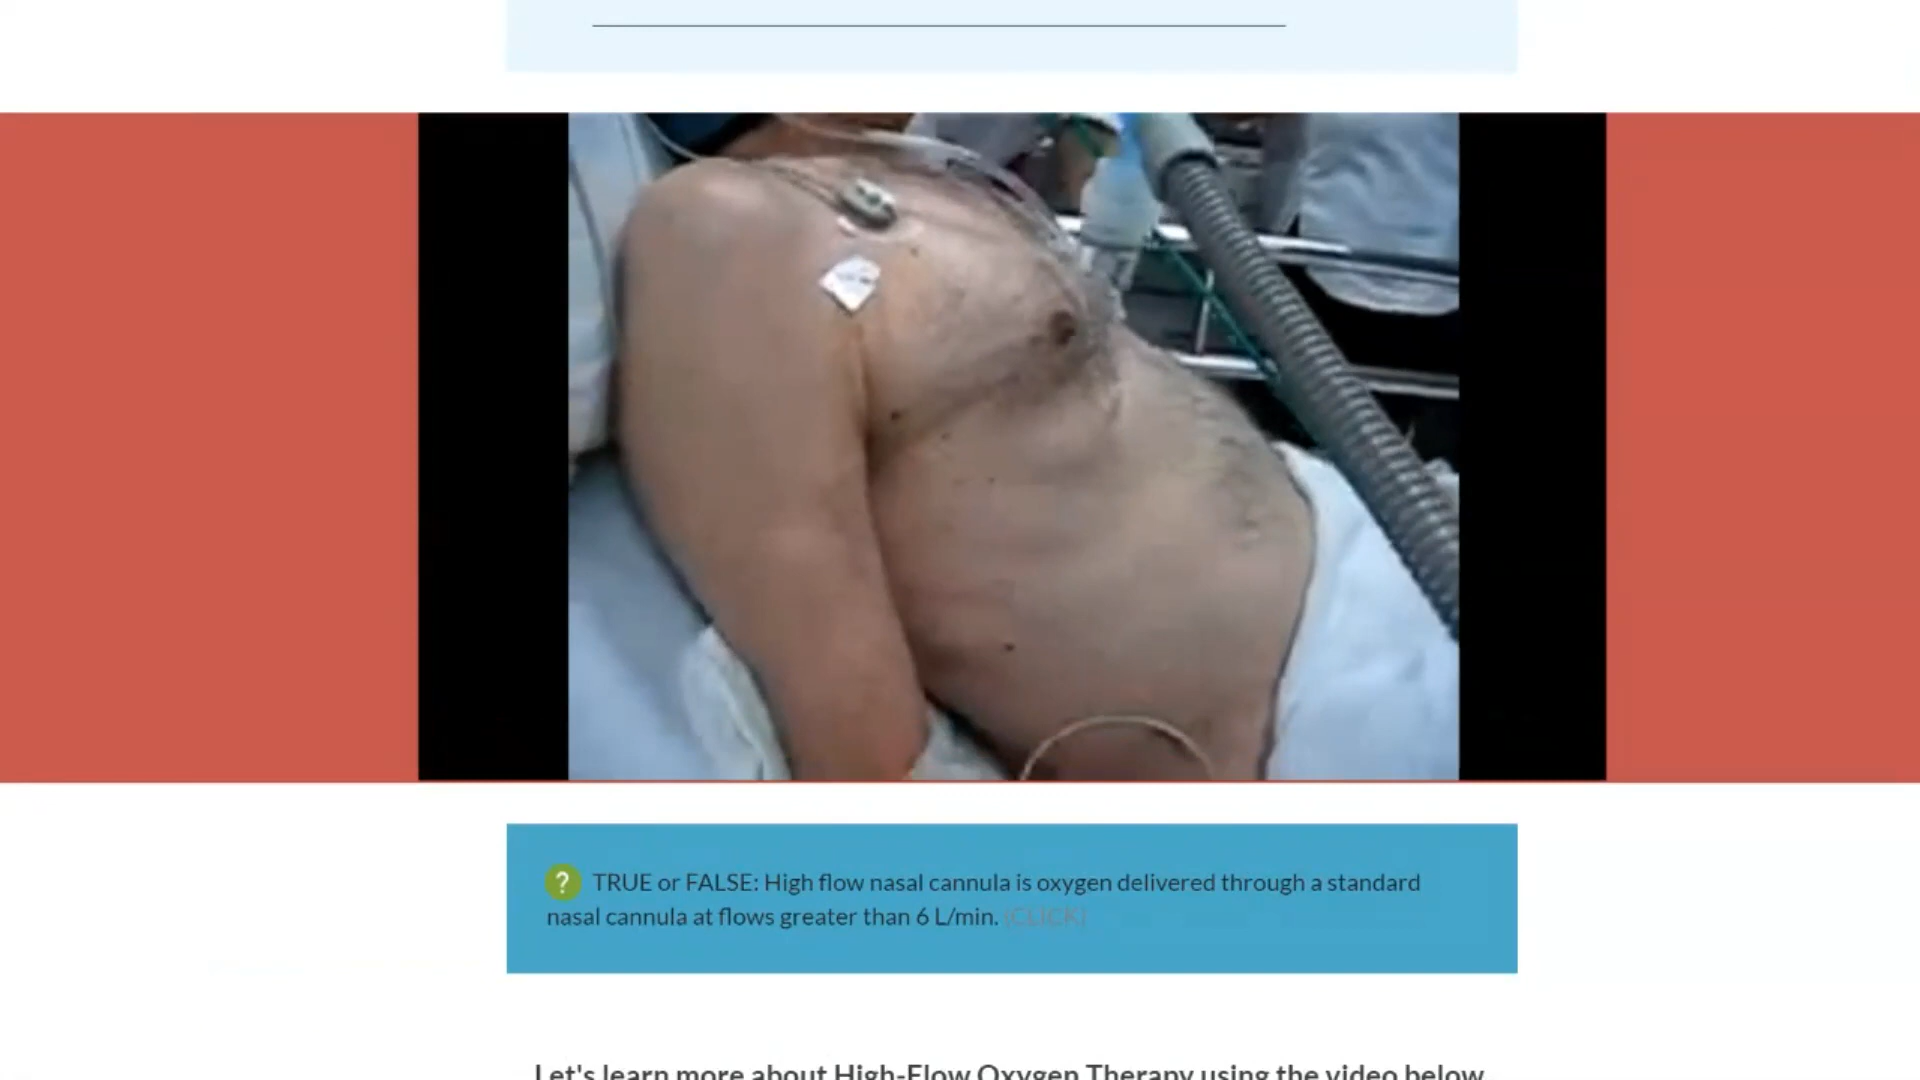 ? TRUE or FALSE: High flow nasal cannula is oxygen delivered through a standard
nasal cannula at flows greater than 6 L/min. (CLICK)
Let's learn more about High-Flow Oxygen Therapy using the video below.